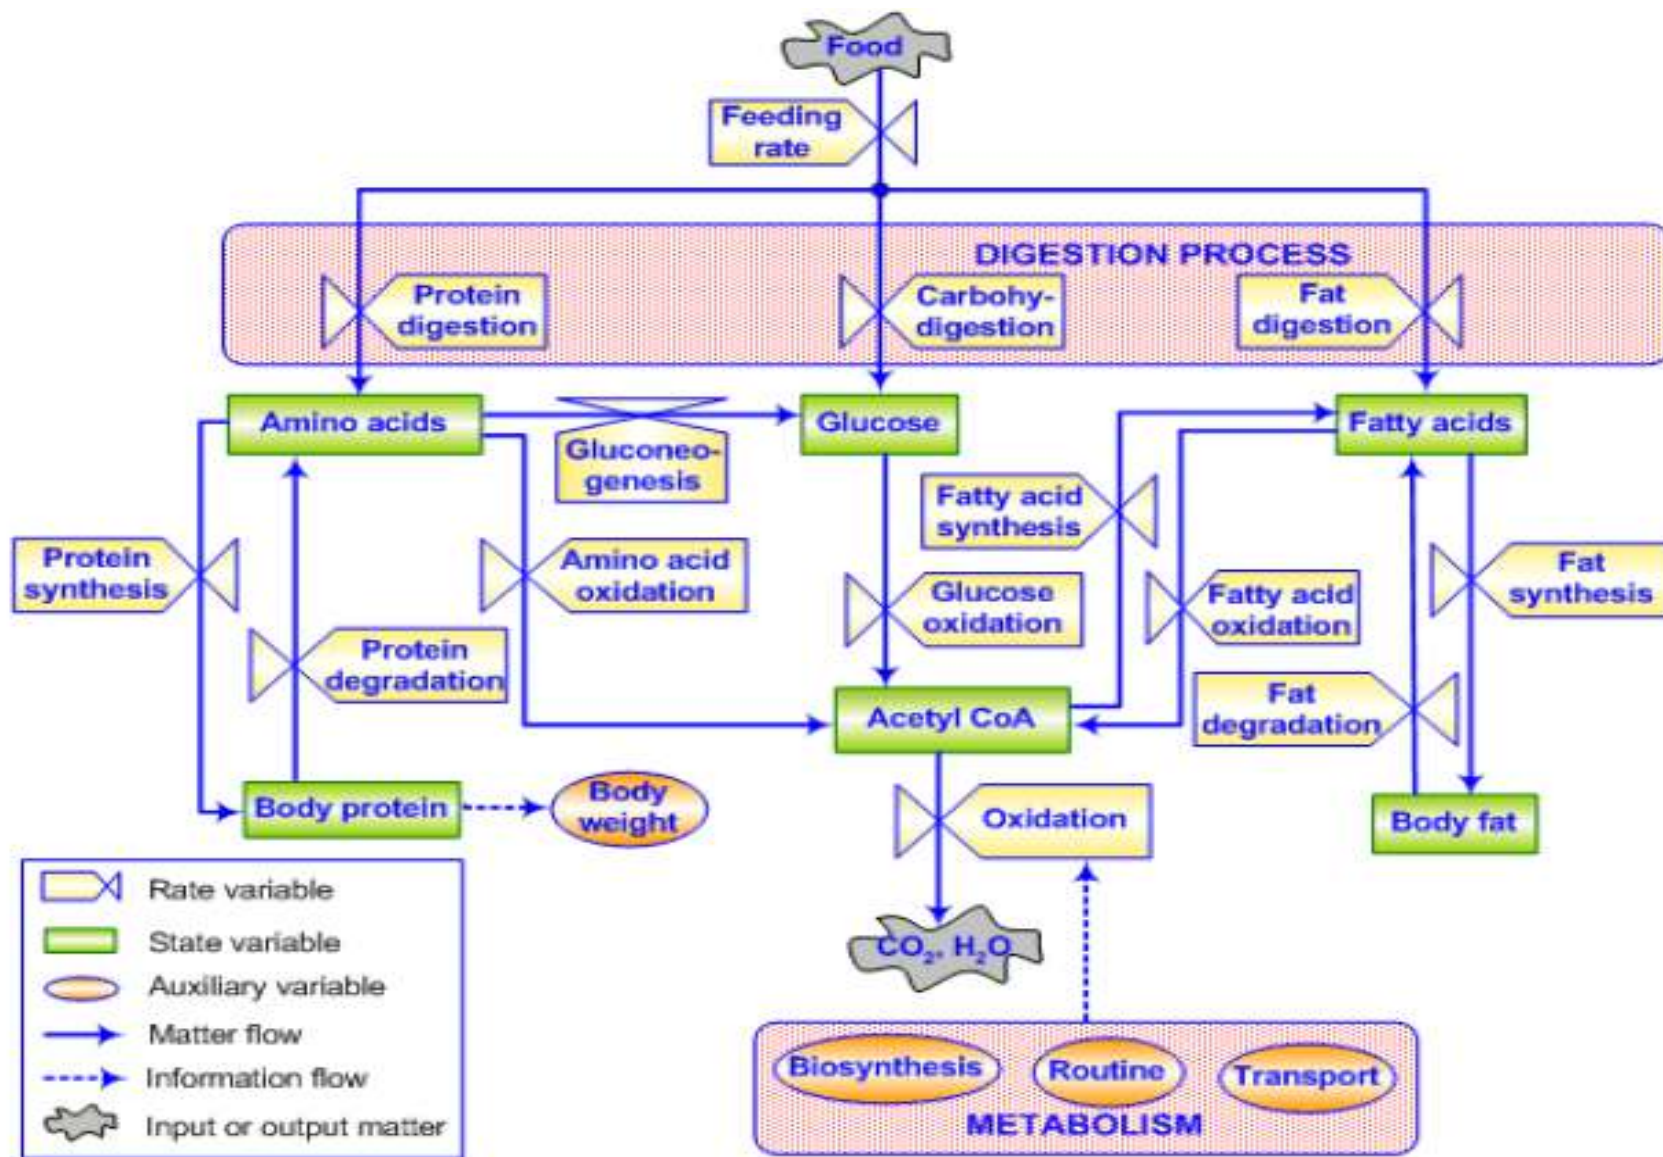 Food
Feeding
rate
DIGESTION PROCESS
Protein
digestion
Carbohy-
digestion
Fat
digestion
Amino acids
Glucose
Fatty acids
Gluconeo-
genesis
Fatty acid
synthesis
Protein
synthesis
Amino acid
oxidation
Glucose
oxidation
Fatty acid
oxidation
Fat
synthesis
Protein
degradation
Acetyl CoA
Fat
degradation
Body protein
Body
weight
Oxidation
Body fat
Rate variable
State variable
CO₂, H₂O
Auxiliary variable
Matter flow
Information flow
Input or output matter
Biosynthesis
Routine
Transport
METABOLISM